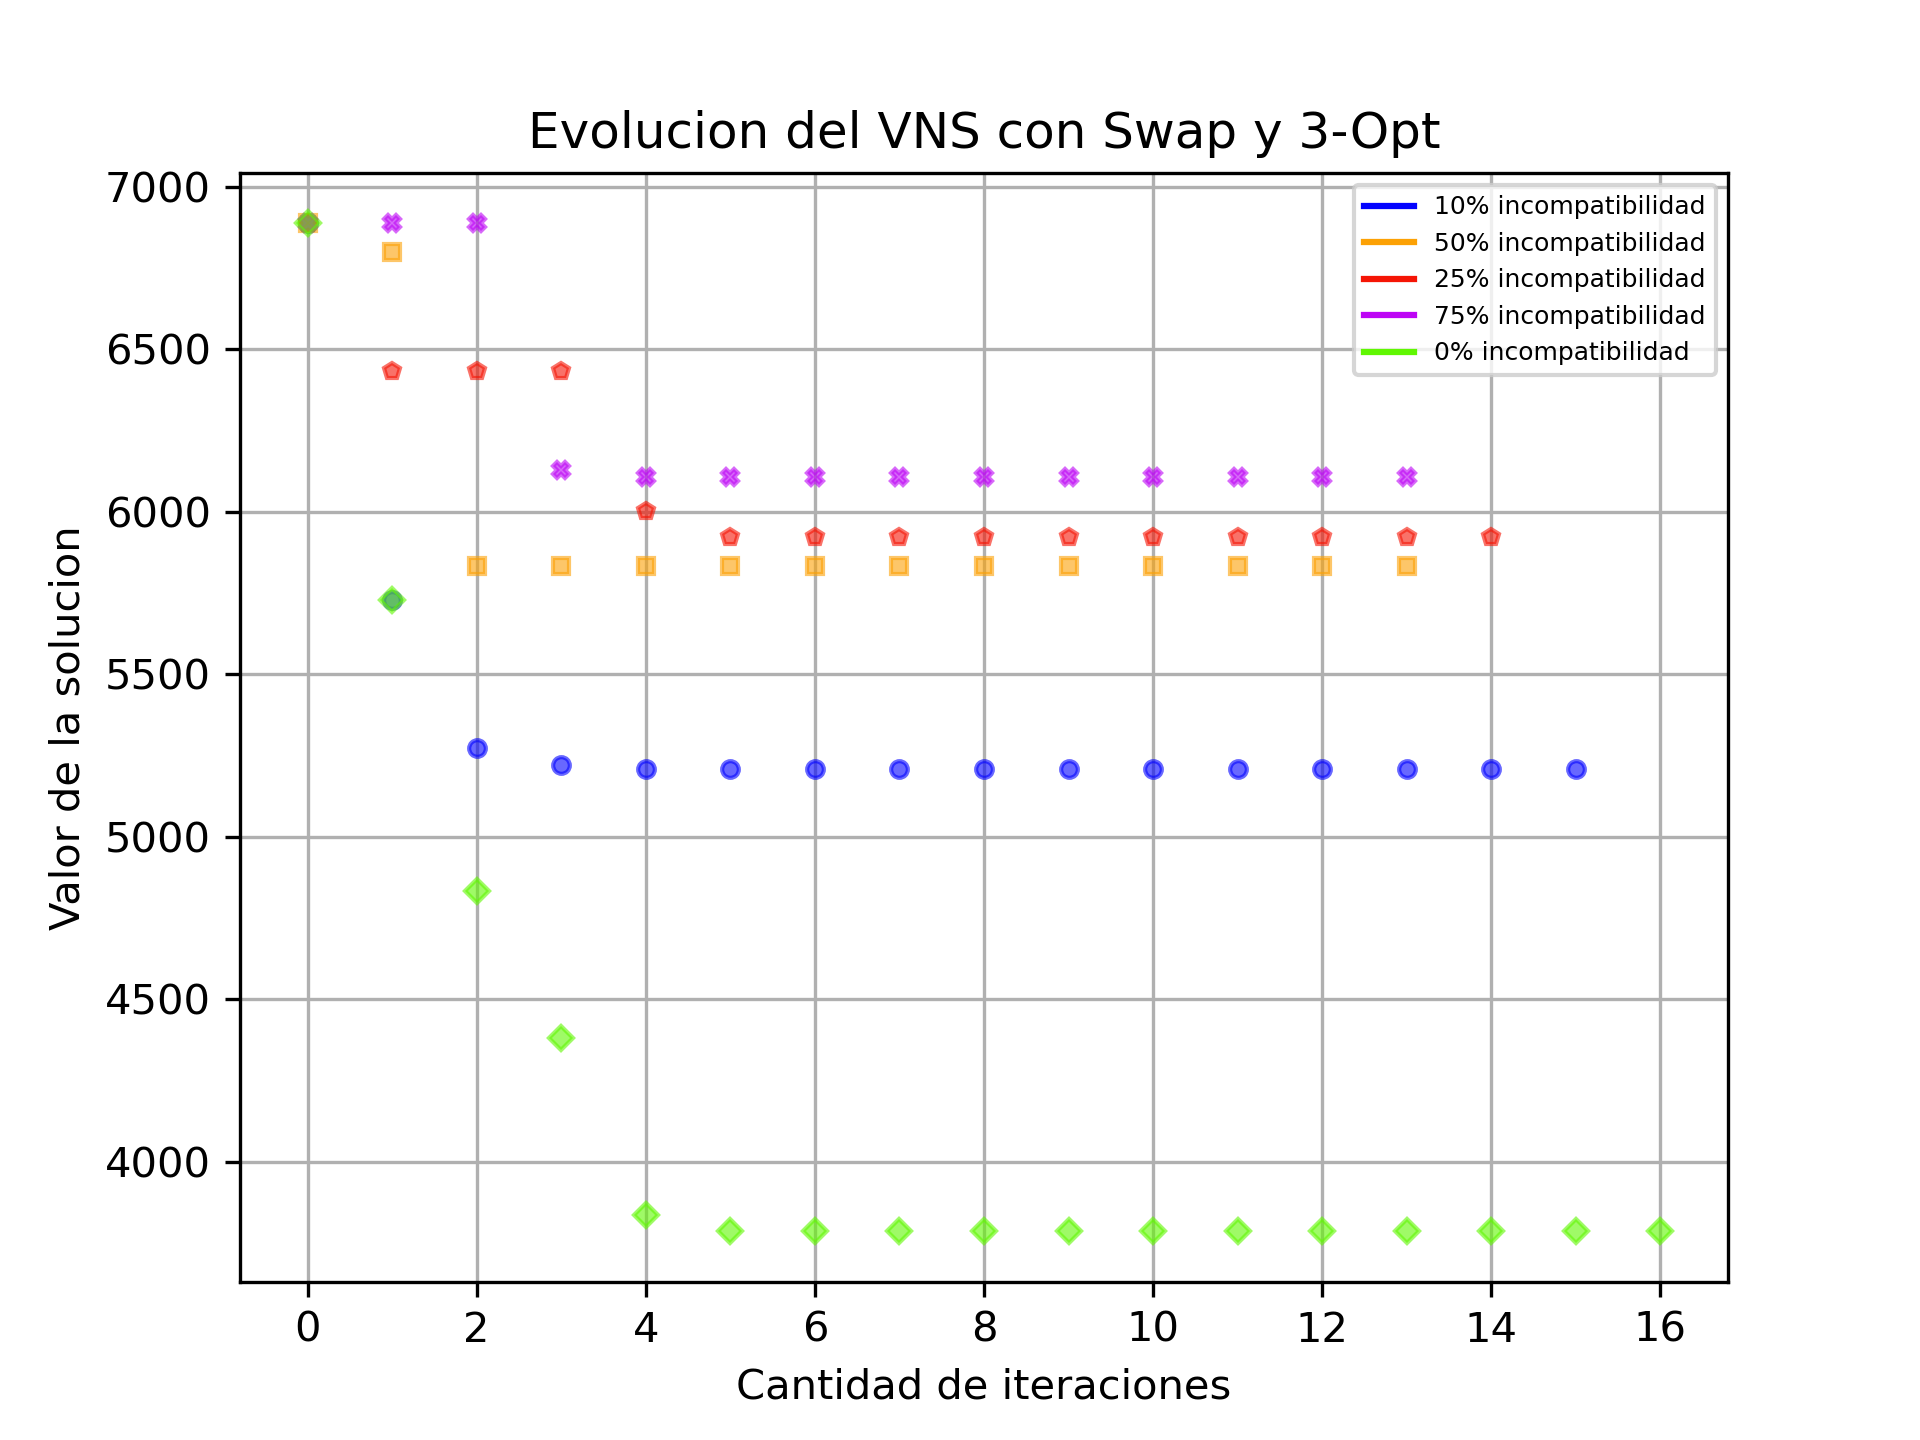 Evolucion del VNS con Swap y 3-Opt
7000
6500
6000
5500
5000
4500
4000
Valor de la solucion
10% incompatibilidad
50% incompatibilidad
25% incompatibilidad
75% incompatibilidad
0% incompatibilidad
0 2 4 6 8 10 12 14 16
Cantidad de iteraciones